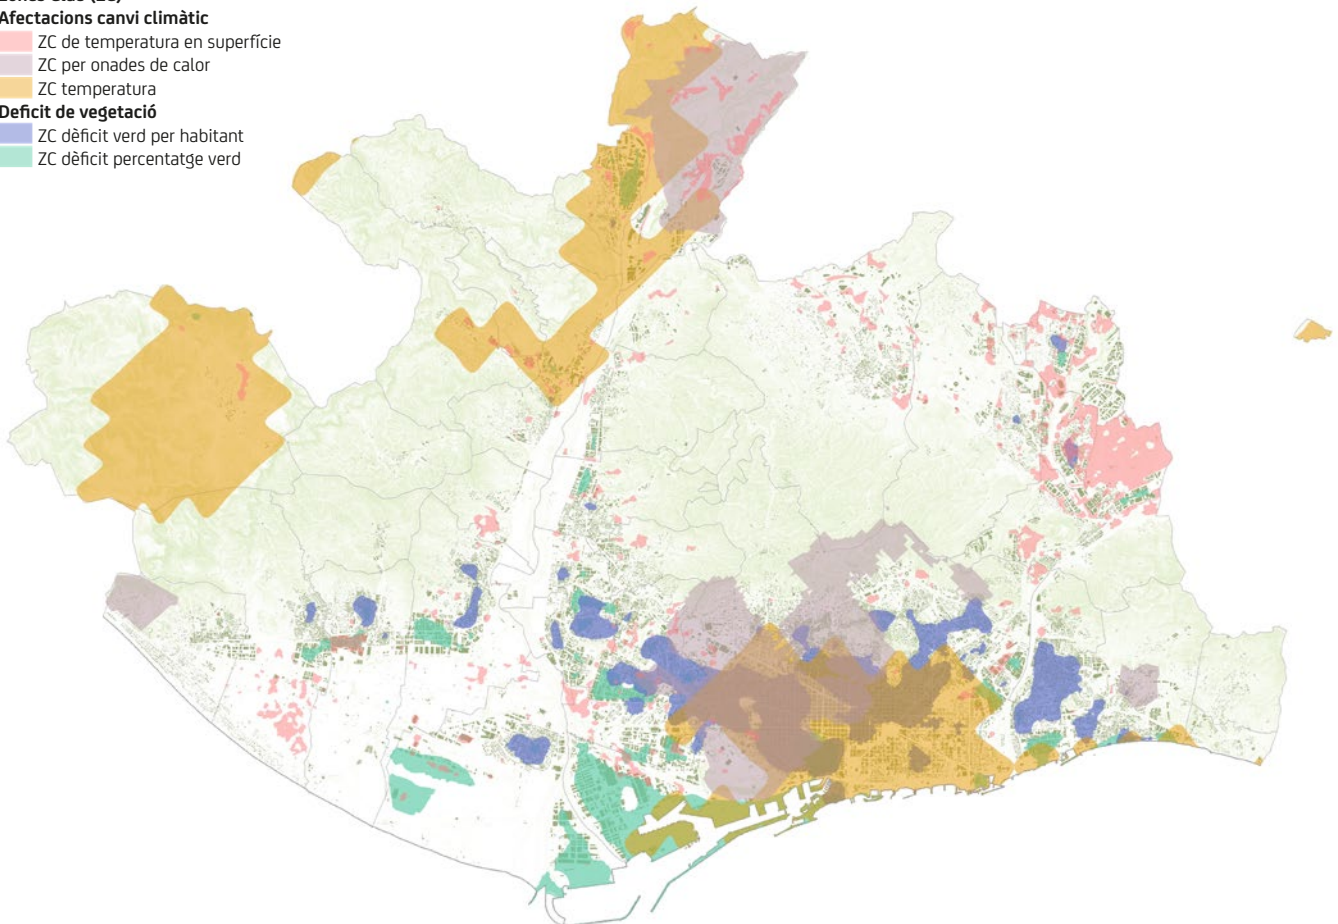 Afectacions canvi climàtic
ZC de temperatura en superfície
ZC per onades de calor
ZC temperatura
Deficit de vegetació
ZC dèficit verd per habitant
ZC dèficit percentatge verd